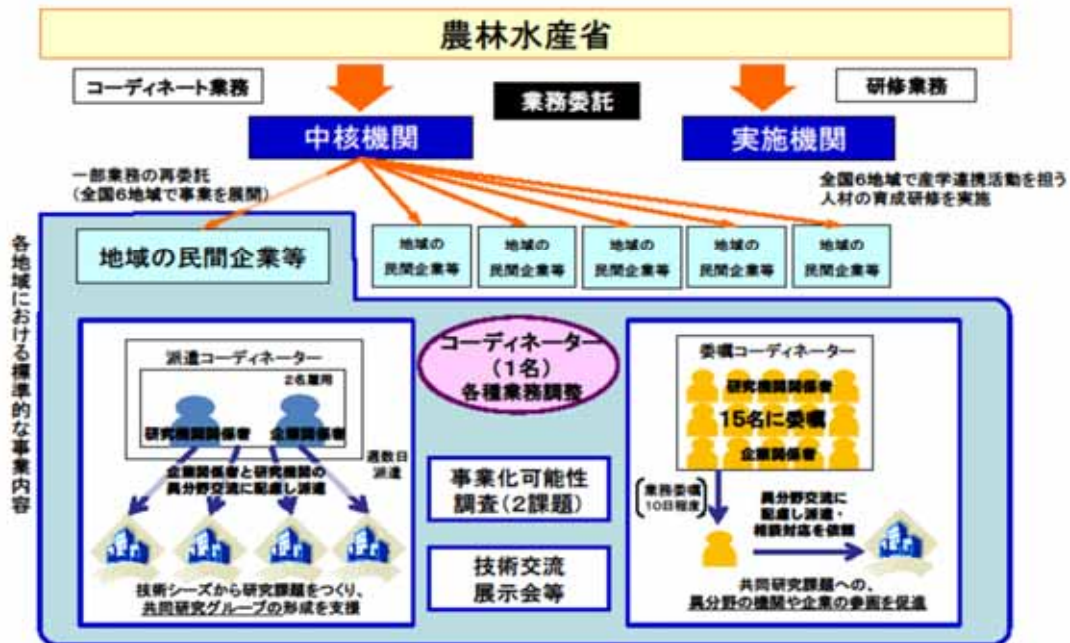 農林水産省
コーディネート業務
業務委託
研修業務
中核機関
実施機関
一部業務の再委託
(全国6地域で事業を展開)
全国6地域で産学連携活動を担う
人材の育成研修を実施
各地域における標準的な事業内容
地域の民間企業等
地域の
民間企業等
地域の
民間企業等
地域の
民間企業等
地域の
民間企業等
地域の
民間企業等
派遣コーディネーター
2名雇用
研究機関関係者
企業関係者
週数日
派遣
企業関係者と研究機関の
異分野交流に配慮し派遣
技術シーズから研究課題をつくり、
共同研究グループの形成を支援
コーディネーター
(1名)
各種業務調整
事業化可能性
調査(2課題)
技術交流
展示会等
委嘱コーディネーター
研究機関関係者
15名に委嘱
企業関係者
業務委嘱
10日程度
異分野交流に
配慮し派遣・
相談対応を依頼
共同研究課題への、
異分野の機関や企業の参画を促進